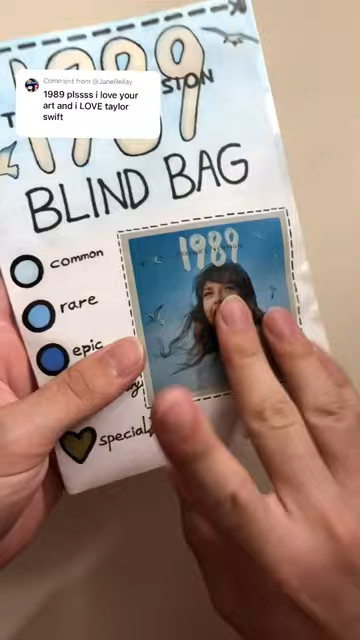 1989
Comment from @JaneReilay
1989 plssss i love your
art and i LOVE taylor
swift
BLIND BAG
common
rare
epic
special
1989